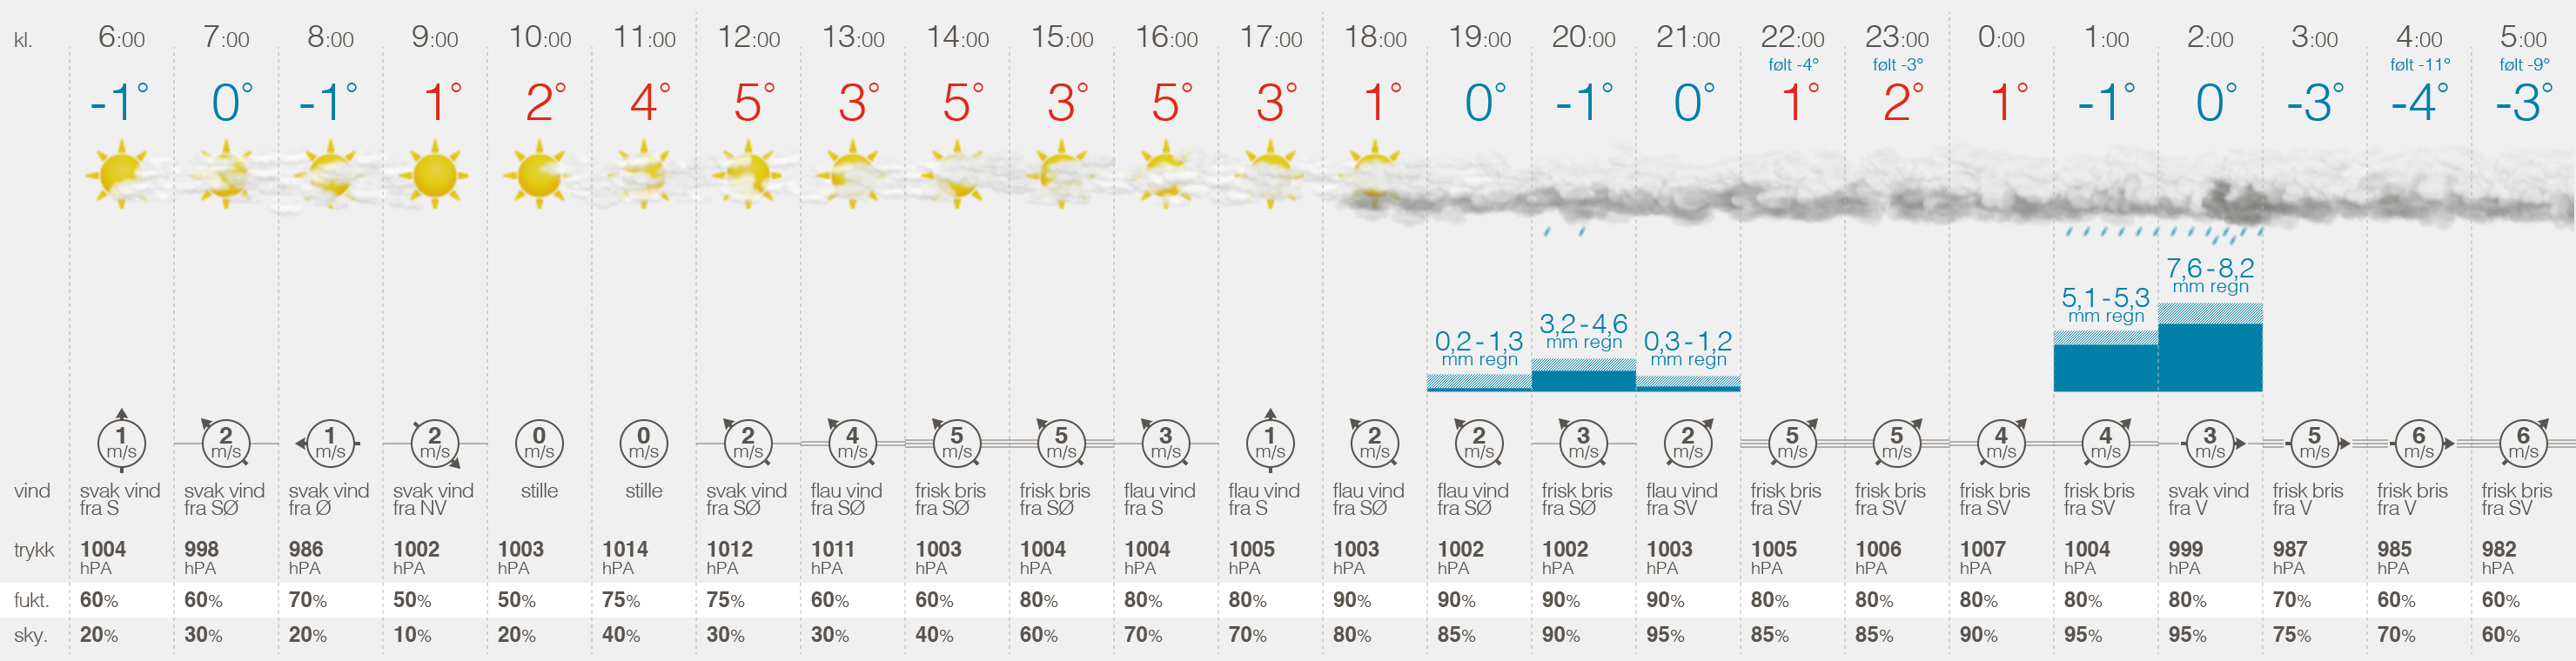 kl. 6:00 7:00 8:00 9:00 10:00 11:00 12:00 13:00 14:00 15:00 16:00 17:00 18:00 19:00 20:00 21:00 22:00 23:00 0:00 1:00 2:00 3:00 4:00 5:00
følt -4° følt -3° følt -11° følt -9°
-1° 0° -1° 1° 2° 4° 5° 3° 5° 3° 5° 3° 1° 0° -1° 0° 1° 2° 1° -1° 0° -3° -4° -3°
7,6 - 8,2
mm regn
5,1 - 5,3
mm regn
3,2 - 4,6
mm regn
0,2 - 1,3 0,3 - 1,2
mm regn mm regn
1 2 1 2 0 0 2 4 5 5 3 1 2 2 3 2 5 5 4 4 3 5 6 6
m/s m/s m/s m/s m/s m/s m/s m/s m/s m/s m/s m/s m/s m/s m/s m/s m/s m/s m/s m/s m/s m/s m/s m/s
vind svak vind svak vind svak vind svak vind stille stille svak vind flau vind frisk bris frisk bris flau vind flau vind flau vind flau vind frisk bris flau vind frisk bris frisk bris frisk bris frisk bris svak vind frisk bris frisk bris frisk bris
fra S fra SØ fra Ø fra NV fra SØ fra SØ fra SØ fra SØ fra S fra S fra SØ fra SØ fra SØ fra SV fra SV fra SV fra SV fra SV fra V fra V fra V fra SV
trykk 1004 998 986 1002 1003 1014 1012 1011 1003 1004 1004 1005 1003 1002 1002 1003 1005 1006 1007 1004 999 987 985 982
hPA hPA hPA hPA hPA hPA hPA hPA hPA hPA hPA hPA hPA hPA hPA hPA hPA hPA hPA hPA hPA hPA hPA hPA
fukt. 60% 60% 70% 50% 50% 75% 75% 60% 60% 80% 80% 80% 90% 90% 90% 90% 80% 80% 80% 80% 80% 70% 60% 60%
sky. 20% 30% 20% 10% 20% 40% 30% 30% 40% 60% 70% 70% 80% 85% 90% 95% 85% 85% 90% 95% 95% 75% 70% 60%